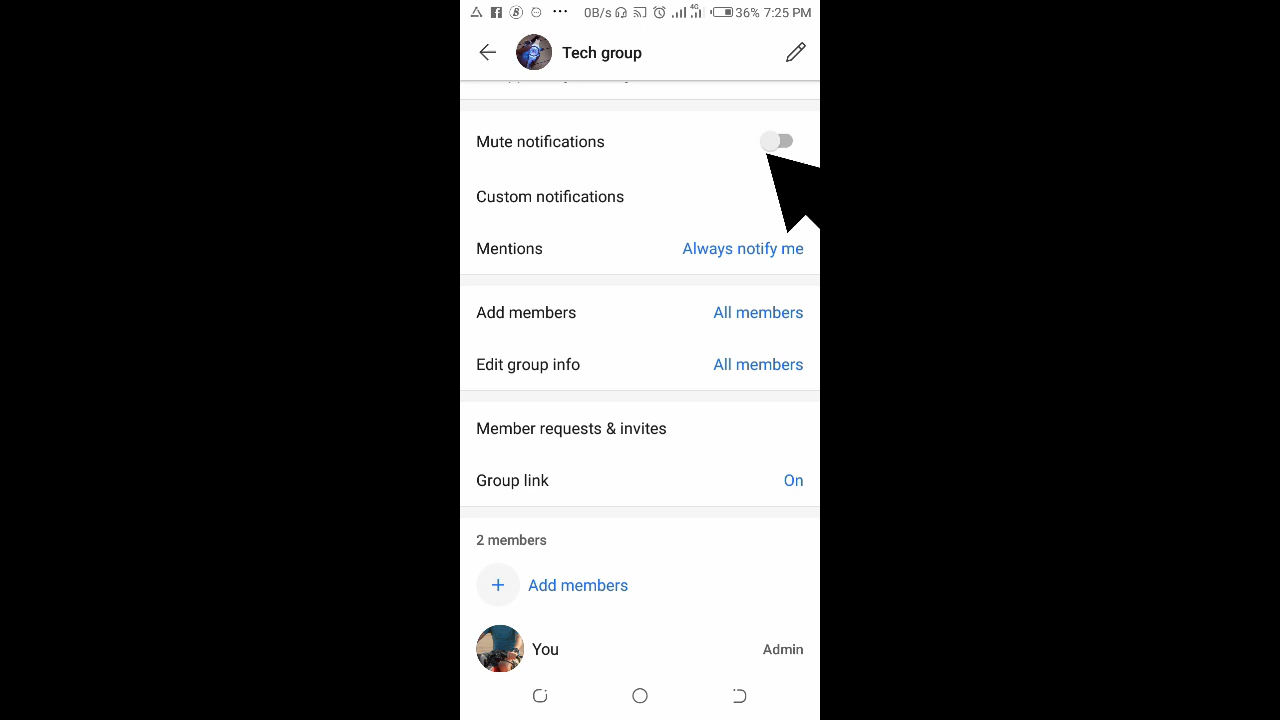 0B/s 4G 36% 7:25 PM
Tech group
Mute notifications
Custom notifications
Mentions Always notify me
Add members All members
Edit group info All members
Member requests & invites
Group link On
2 members
+ Add members
You Admin